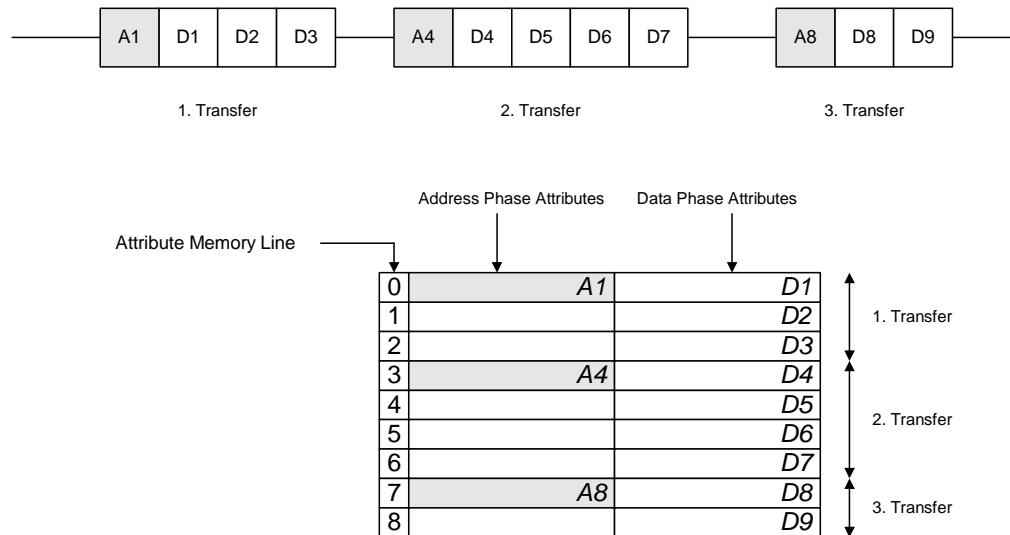 A1 D1 D2 D3 A4 D4 D5 D6 D7 A8 D8 D9
1. Transfer 2. Transfer 3. Transfer
Address Phase Attributes Data Phase Attributes
Attribute Memory Line
0 A1 D1
1 D2
1. Transfer
2 D3
3 A4 D4
4 D5
2. Transfer
5 D6
6 D7
7 A8 D8
3. Transfer
8 D9